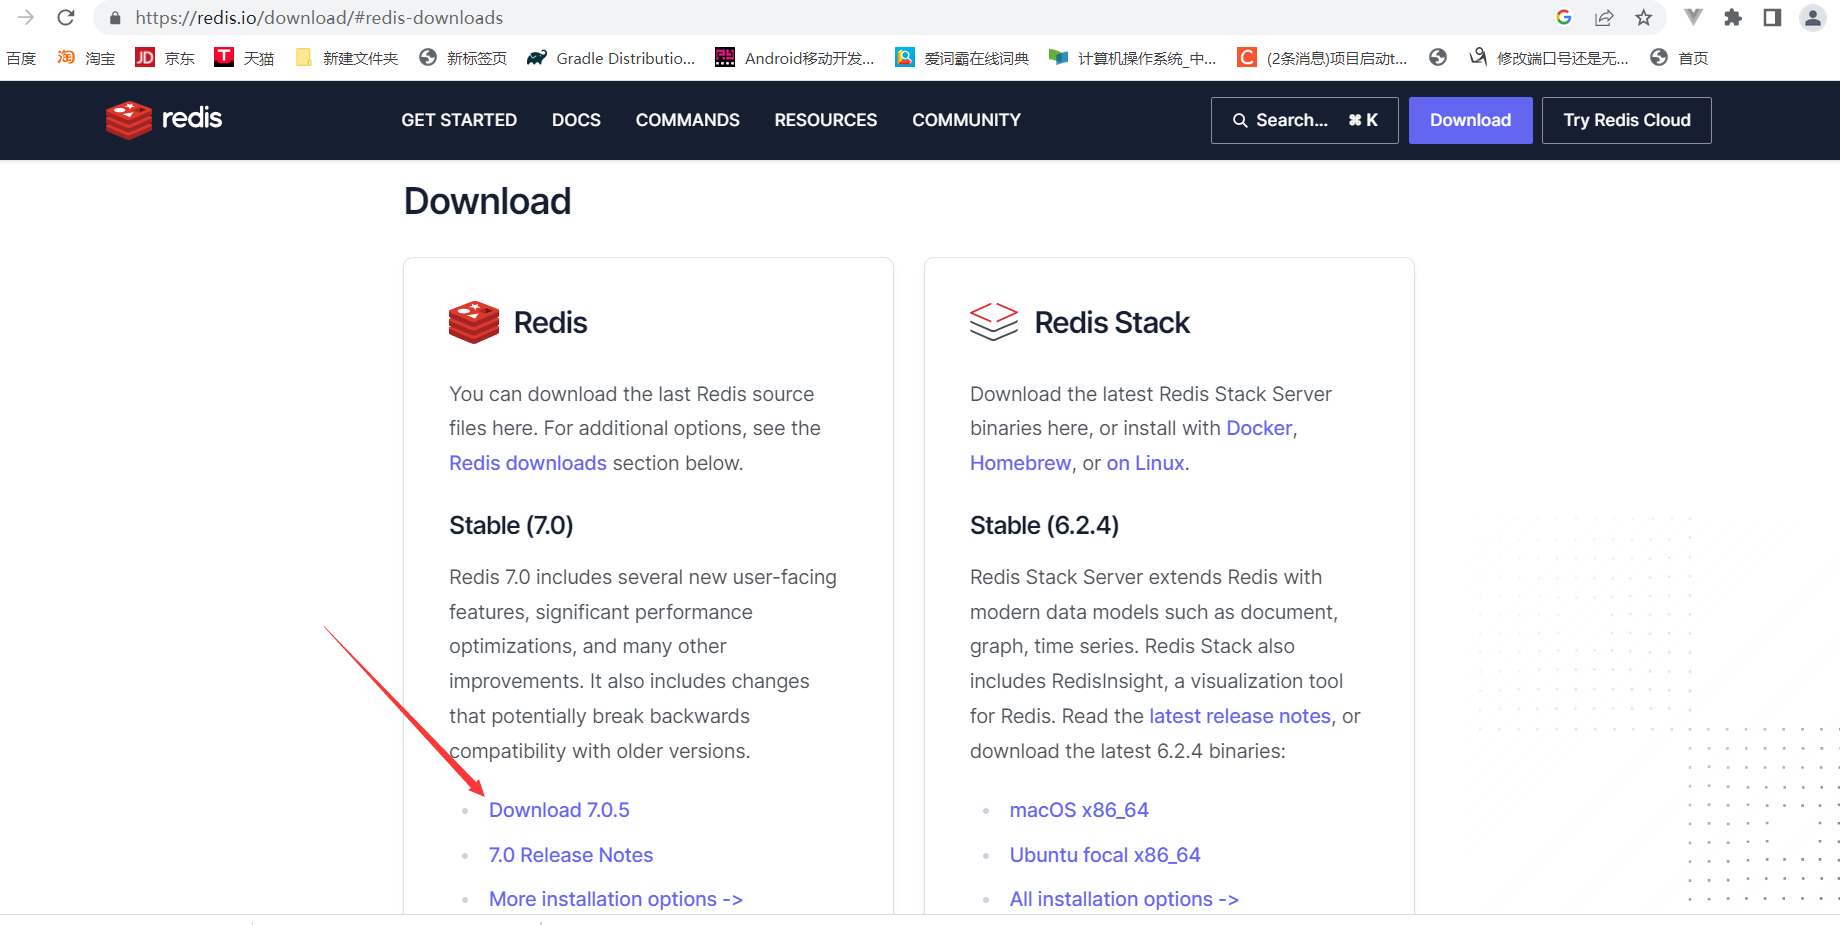 https://redis.io/download/#redis-downloads
百度 淘 淘宝 JD 京东 T 天猫 新建文件夹 新标签页 Gradle Distributio... Android移动开发... 爱词霸在线词典 计算机操作系统_中... C (2条消息)项目启动t... 修改端口号还是无... 首页
redis GET STARTED DOCS COMMANDS RESOURCES COMMUNITY Search... ⌘ K Download Try Redis Cloud
Download
Redis
You can download the last Redis source
files here. For additional options, see the
Redis downloads section below.
Stable (7.0)
Redis 7.0 includes several new user-facing
features, significant performance
optimizations, and many other
improvements. It also includes changes
that potentially break backwards
compatibility with older versions.
Download 7.0.5
7.0 Release Notes
More installation options ->
Redis Stack
Download the latest Redis Stack Server
binaries here, or install with Docker,
Homebrew, or on Linux.
Stable (6.2.4)
Redis Stack Server extends Redis with
modern data models such as document,
graph, time series. Redis Stack also
includes RedisInsight, a visualization tool
for Redis. Read the latest release notes, or
download the latest 6.2.4 binaries:
macOS x86_64
Ubuntu focal x86_64
All installation options ->